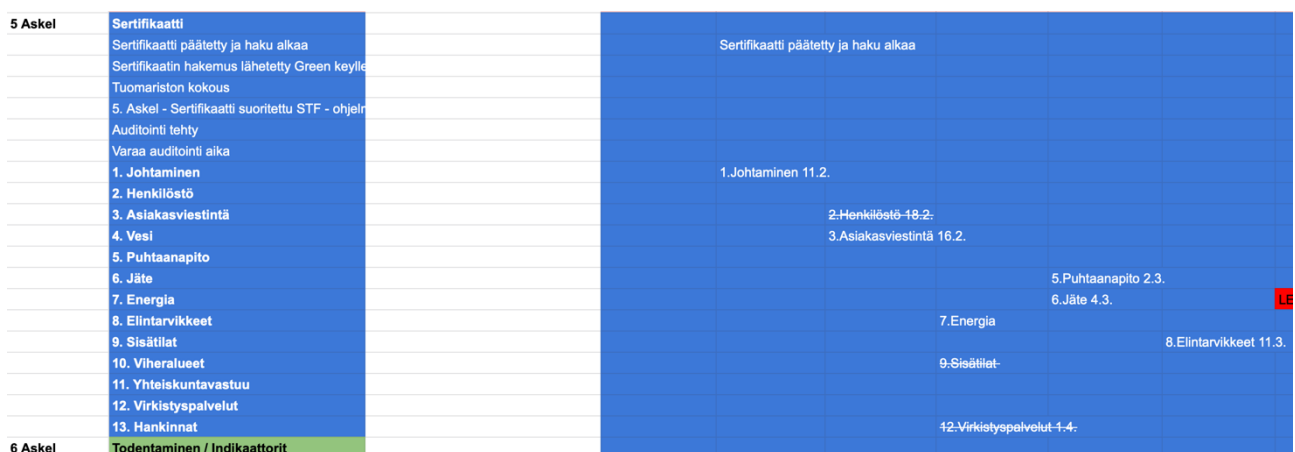 5 Askel Sertifikaatti
Sertifikaatti päätetty ja haku alkaa Sertifikaatti päätetty ja haku alkaa
Sertifikaatin hakemus lähetetty Green keylle
Tuomariston kokous
5. Askel - Sertifikaatti suoritettu STF -
Auditointi tehty
Varaa auditointi aika
1. Johtaminen 1.Johtaminen 11.2.
2. Henkilöstö
3. Asiakasviestintä 2.Henkilöstö 18.2.
4. Vesi 3.Asiakasviestintä 16.2.
5. Puhtaanapito
6. Jäte 5.Puhtaanapito 2.3.
7. Energia 6.Jäte 4.3. LE
8. Elintarvikkeet 7.Energia
9. Sisätilat 8.Elintarvikkeet 11.3.
10. Viheralueet 9.Sisätilat
11. Yhteiskuntavastuu
12. Virkistyspalvelut
13. Hankinnat 12.Virkistyspalvelut 1.4.
6 Askel Todentaminen / Indikaattorit